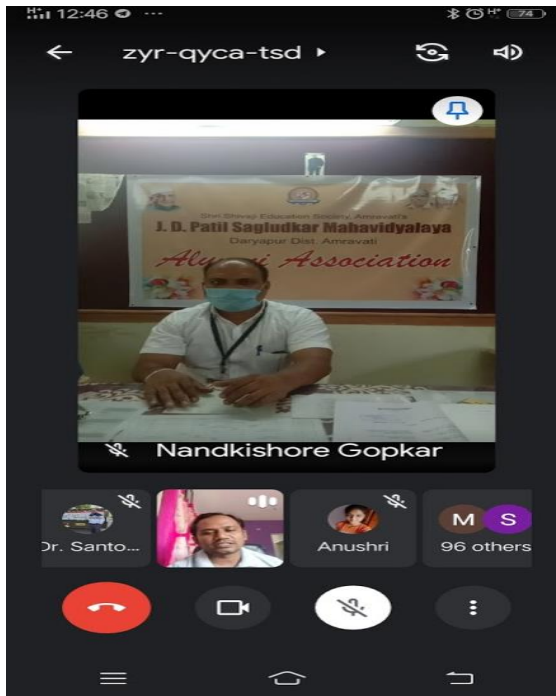 12:46
H+
74
zyr-qyca-tsd
Shri Shivaji Education Society, Amravati's
J. D. Patil Sagludkar Mahavidyalaya
Daryapur Dist. Amravati
Alumni Association
Nandkishore Gopkar
Dr. Santo...
Anushri
M S
96 others